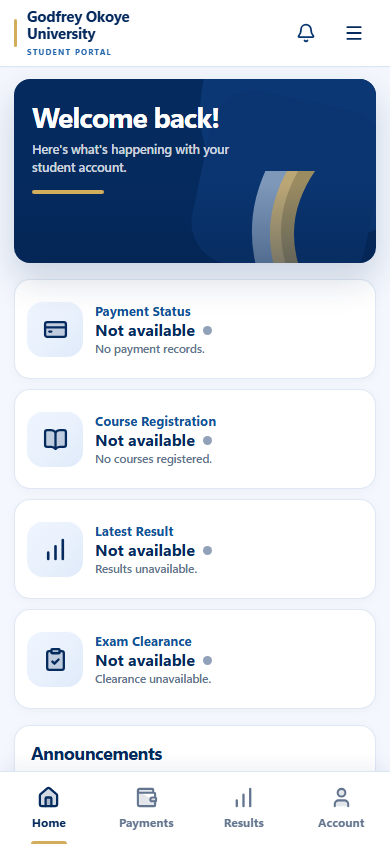 Godfrey Okoye
University
STUDENT PORTAL
Welcome back!
Here's what's happening with your
student account.
Payment Status
Not available
No payment records.
Course Registration
Not available
No courses registered.
Latest Result
Not available
Results unavailable.
Exam Clearance
Not available
Clearance unavailable.
Announcements
Home
Payments
Results
Account